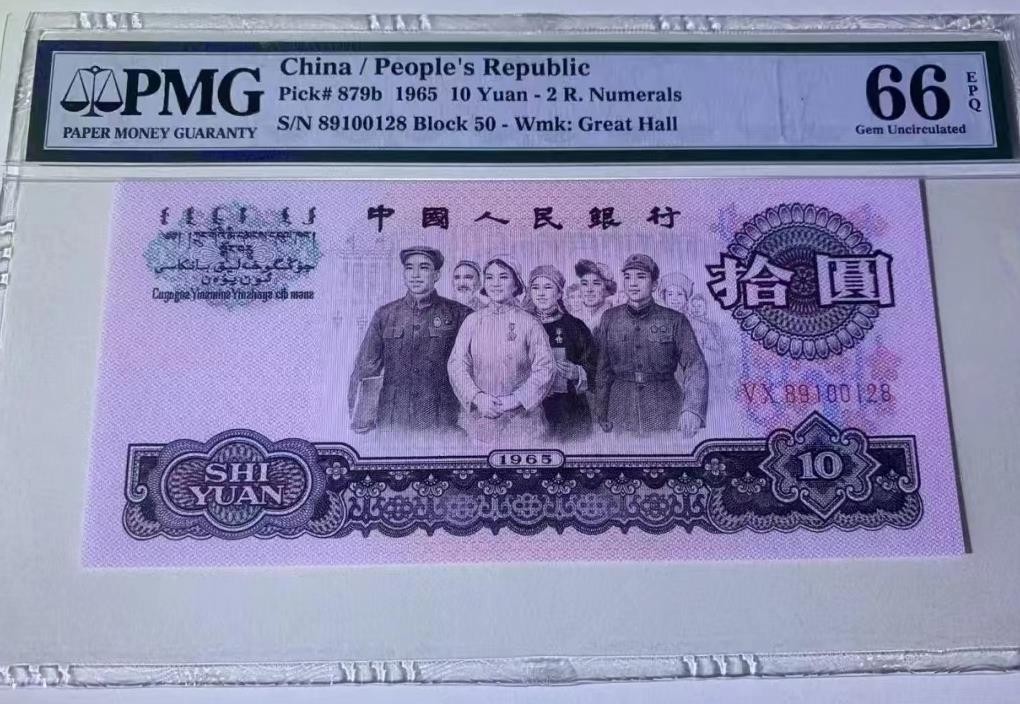 PMG
PAPER MONEY GUARANTY
China / People's Republic
Pick# 879b 1965 10 Yuan - 2 R. Numerals
S/N 89100128 Block 50 - Wmk: Great Hall
66
EPQ
Gem Uncirculated
中國人民銀行
拾圓
VX 89100128
1965
SHI
YUAN
10